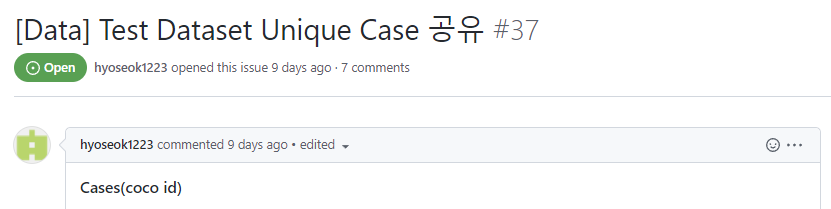 [Data] Test Dataset Unique Case 공유 #37
Open hyoseok1223 opened this issue 9 days ago · 7 comments
hyoseok1223 commented 9 days ago • edited
Cases(coco id)